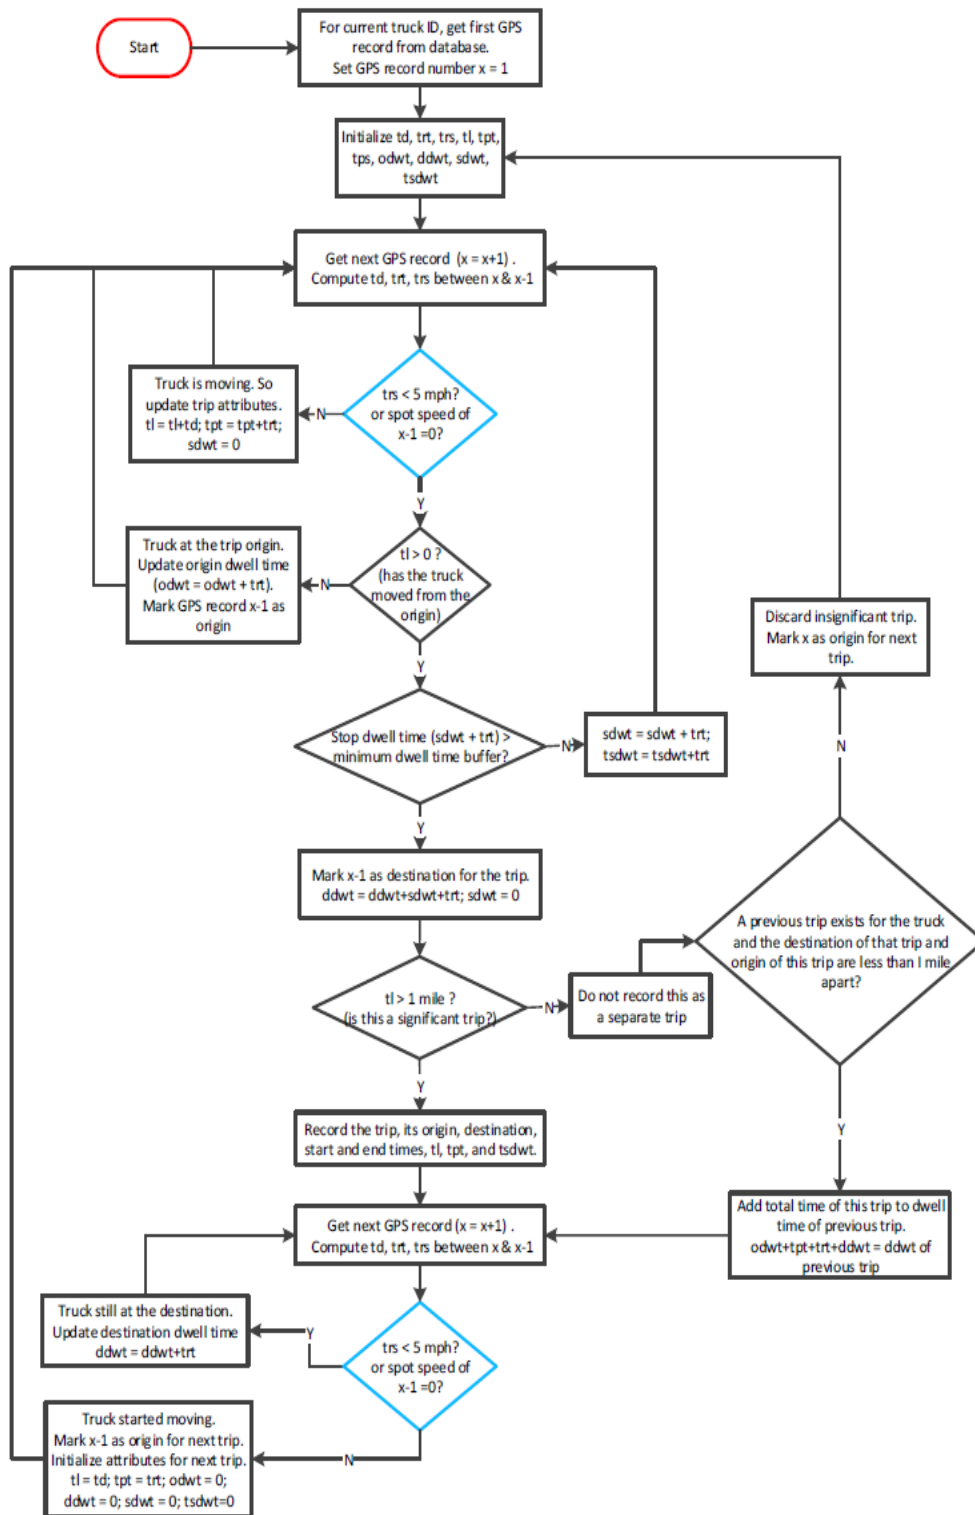 Start
For current truck ID, get first GPS
record from database.
Set GPS record number x = 1
Initialize td, trt, trs, tl, tpt,
tps, odwt, ddwt, sdwt,
tsdwt
Get next GPS record (x = x+1) .
Compute td, trt, trs between x & x-1
trs < 5 mph?
or spot speed of
x-1 =0?
N
Truck is moving. So
update trip attributes.
tl = tl+td; tpt = tpt+trt;
sdwt = 0
Y
tl > 0 ?
(has the truck
moved from the
origin)
N
Truck at the trip origin.
Update origin dwell time
(odwt = odwt + trt).
Mark GPS record x-1 as
origin
Y
Stop dwell time (sdwt + trt) >
minimum dwell time buffer?
N
sdwt = sdwt + trt;
tsdwt = tsdwt+trt
Y
Mark x-1 as destination for the trip.
ddwt = ddwt+sdwt+trt; sdwt = 0
tl > 1 mile ?
(is this a significant trip?)
N
Do not record this as
a separate trip
A previous trip exists for the truck
and the destination of that trip and
origin of this trip are less than I mile
apart?
N
Discard insignificant trip.
Mark x as origin for next
trip.
Y
Add total time of this trip to dwell
time of previous trip.
odwt+tpt+trt+ddwt = ddwt of
previous trip
Y
Record the trip, its origin, destination,
start and end times, tl, tpt, and tsdwt.
Get next GPS record (x = x+1) .
Compute td, trt, trs between x & x-1
trs < 5 mph?
or spot speed of
x-1 =0?
Y
Truck still at the destination.
Update destination dwell time
ddwt = ddwt+trt
N
Truck started moving.
Mark x-1 as origin for next trip.
Initialize attributes for next trip.
tl = td; tpt = trt; odwt = 0;
ddwt = 0; sdwt = 0; tsdwt=0